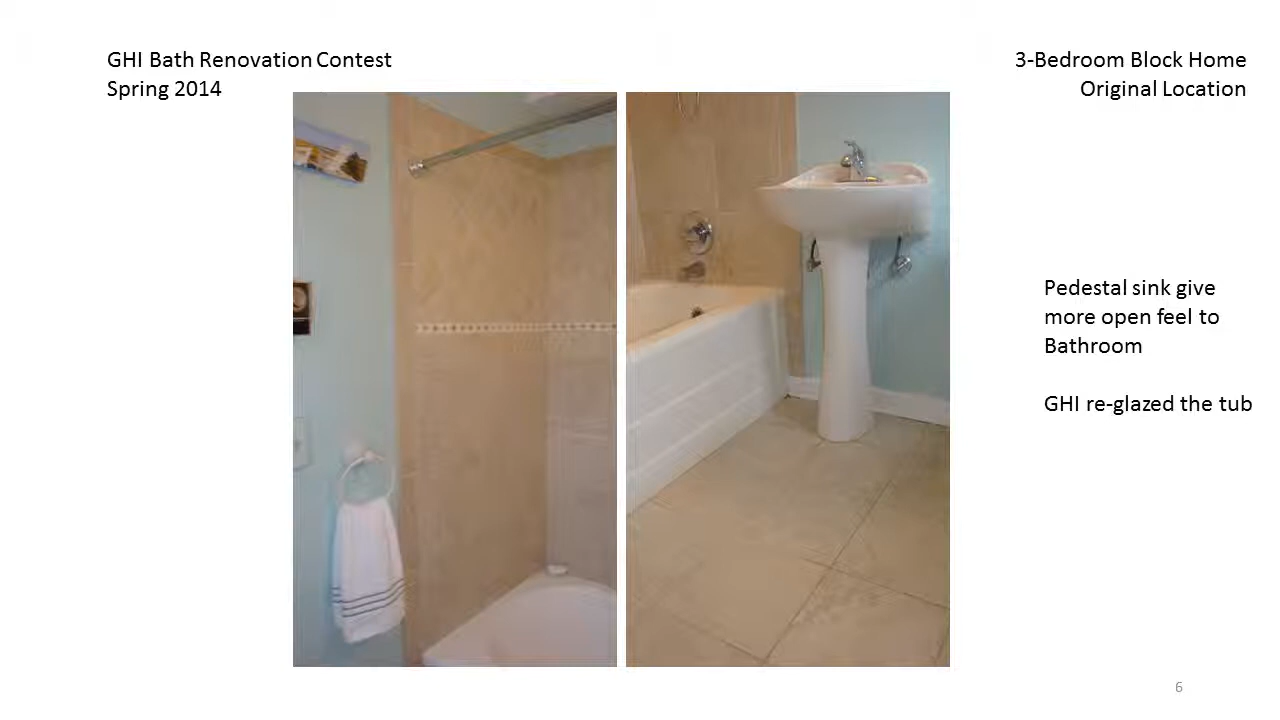 GHI Bath Renovation Contest
Spring 2014
3-Bedroom Block Home
Original Location
Pedestal sink give
more open feel to
Bathroom
GHI re-glazed the tub
6